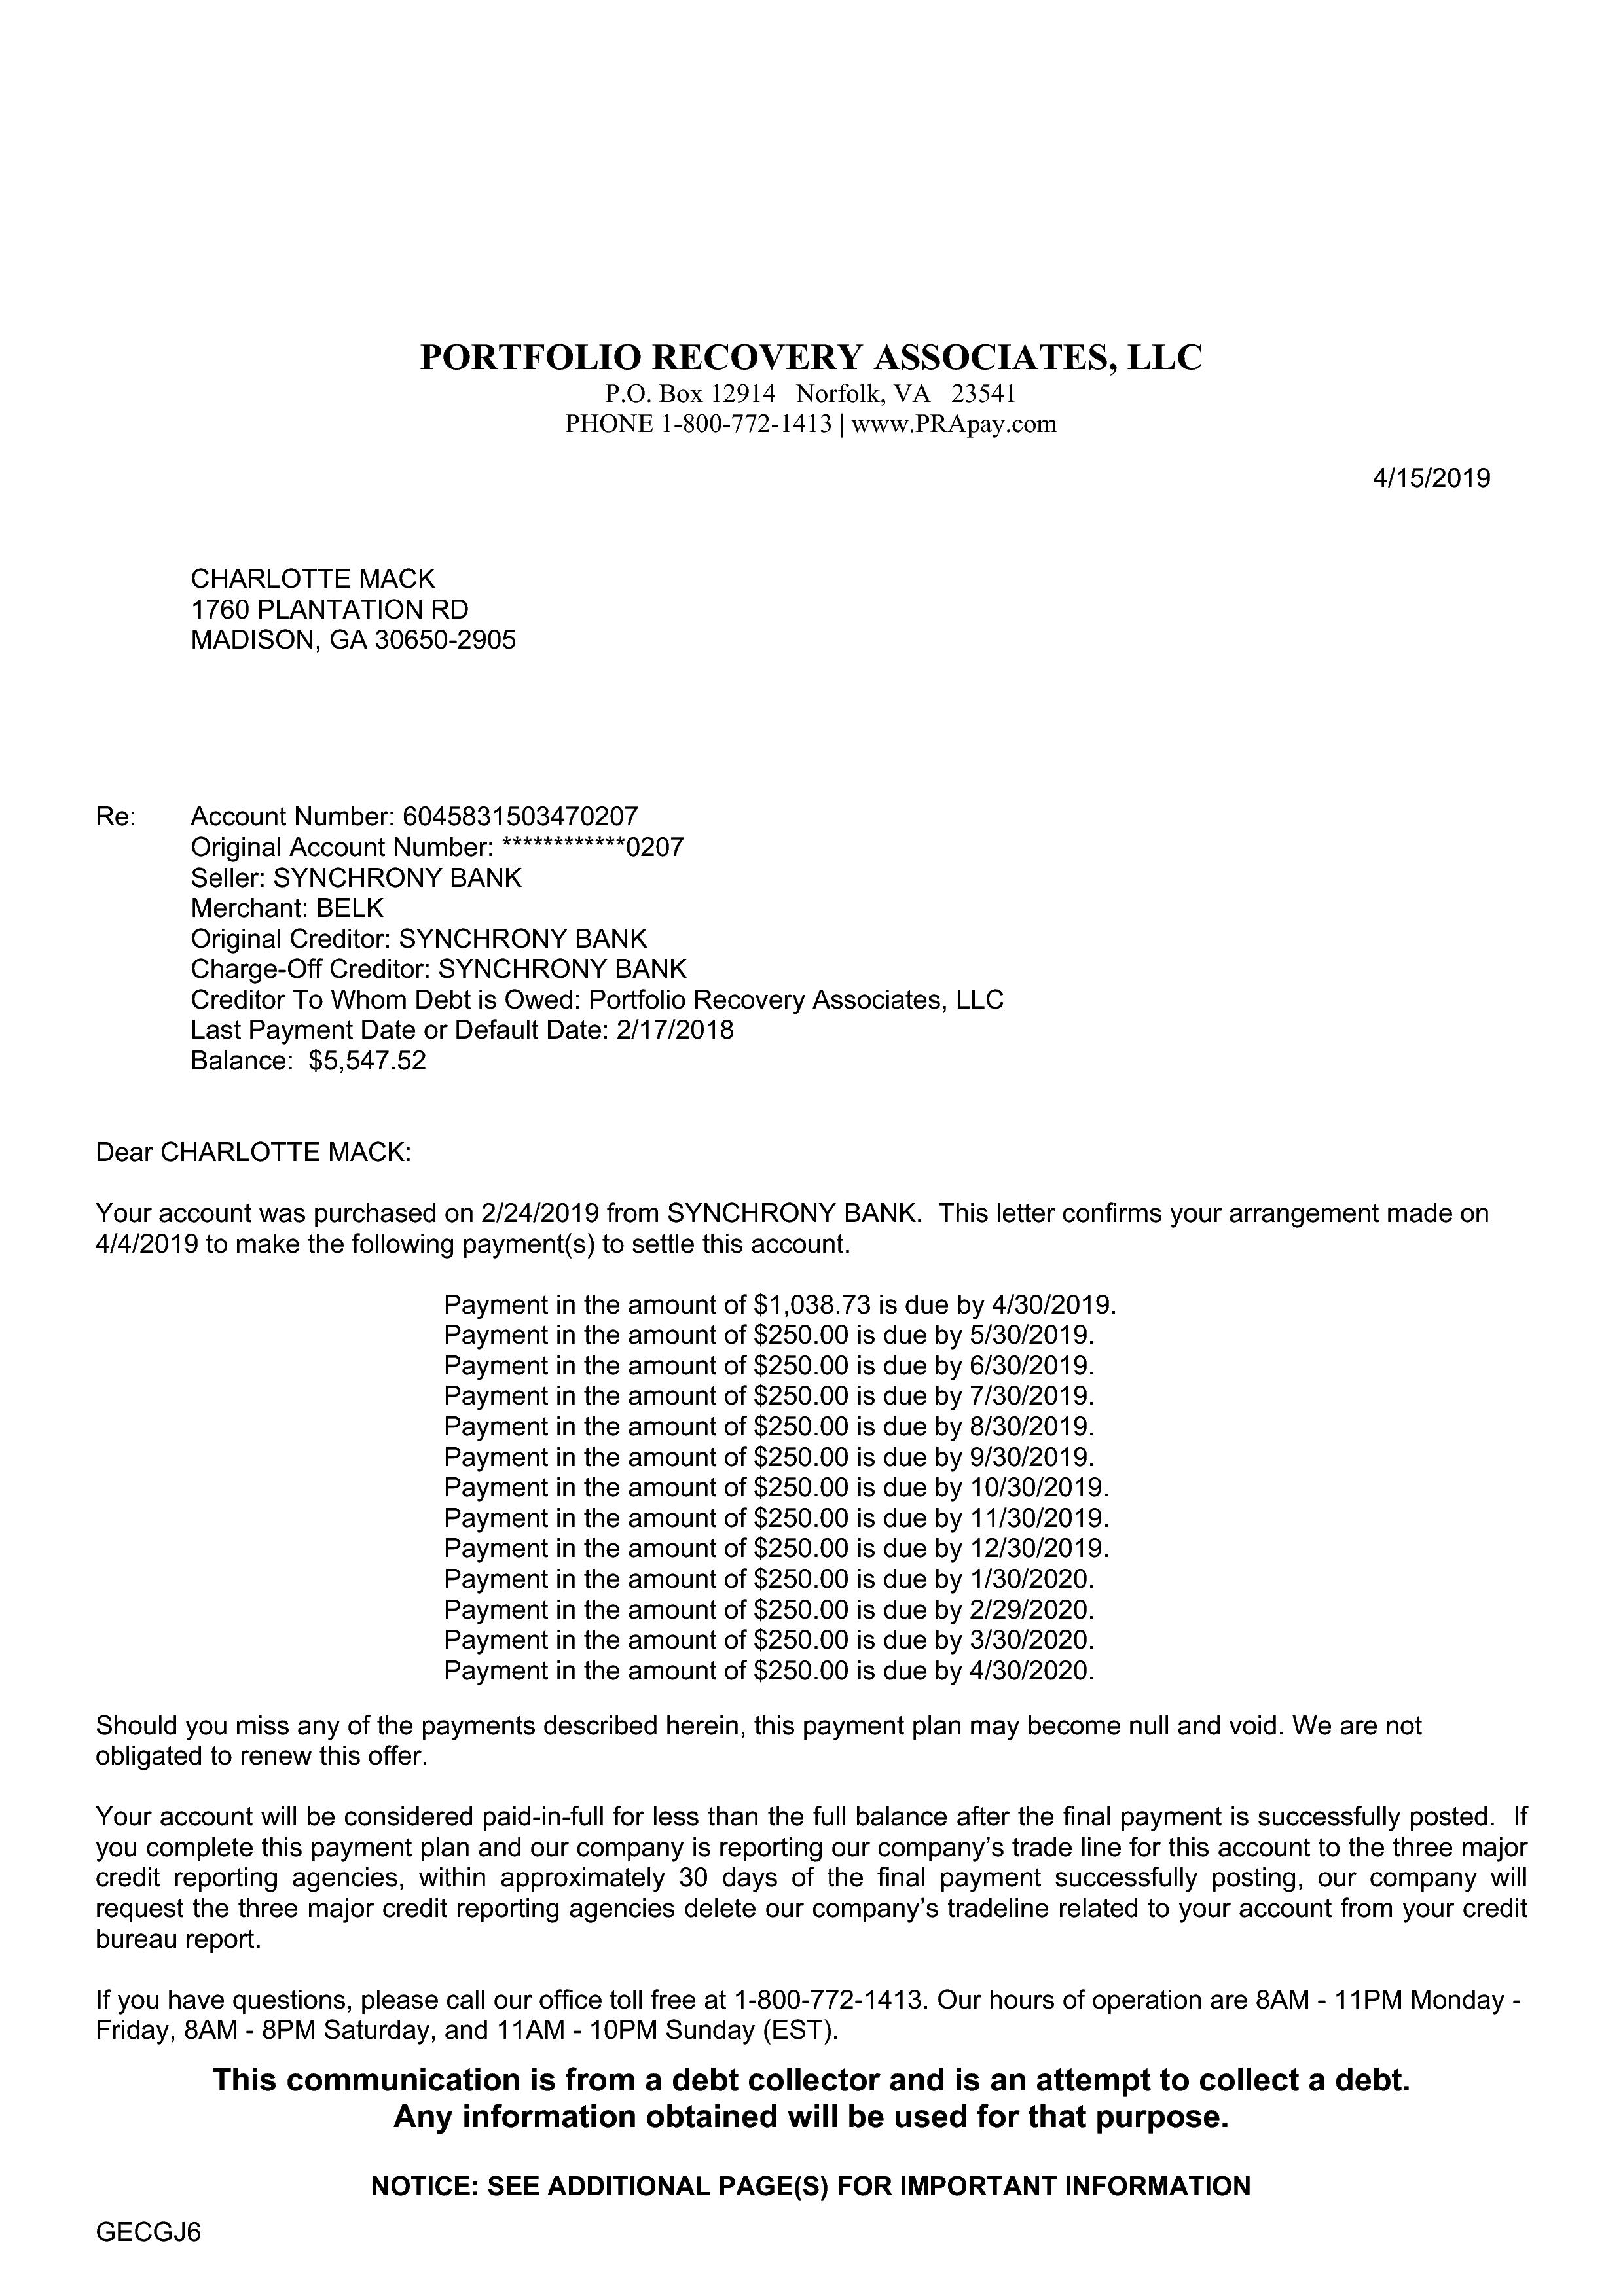 PORTFOLIO RECOVERY ASSOCIATES, LLC
P.O. Box 12914   Norfolk, VA   23541
PHONE 1-800-772-1413 | www.PRApay.com
4/15/2019
CHARLOTTE MACK
1760 PLANTATION RD
MADISON, GA 30650-2905
Re: Account Number: 6045831503470207
Original Account Number: ************0207
Seller: SYNCHRONY BANK
Merchant: BELK
Original Creditor: SYNCHRONY BANK
Charge-Off Creditor: SYNCHRONY BANK
Creditor To Whom Debt is Owed: Portfolio Recovery Associates, LLC
Last Payment Date or Default Date: 2/17/2018
Balance:  $5,547.52
Dear CHARLOTTE MACK:
Your account was purchased on 2/24/2019 from SYNCHRONY BANK.  This letter confirms your arrangement made on
4/4/2019 to make the following payment(s) to settle this account.
Payment in the amount of $1,038.73 is due by 4/30/2019.
Payment in the amount of $250.00 is due by 5/30/2019.
Payment in the amount of $250.00 is due by 6/30/2019.
Payment in the amount of $250.00 is due by 7/30/2019.
Payment in the amount of $250.00 is due by 8/30/2019.
Payment in the amount of $250.00 is due by 9/30/2019.
Payment in the amount of $250.00 is due by 10/30/2019.
Payment in the amount of $250.00 is due by 11/30/2019.
Payment in the amount of $250.00 is due by 12/30/2019.
Payment in the amount of $250.00 is due by 1/30/2020.
Payment in the amount of $250.00 is due by 2/29/2020.
Payment in the amount of $250.00 is due by 3/30/2020.
Payment in the amount of $250.00 is due by 4/30/2020.
Should you miss any of the payments described herein, this payment plan may become null and void. We are not
obligated to renew this offer.
Your account will be considered paid-in-full for less than the full balance after the final payment is successfully posted.  If
you complete this payment plan and our company is reporting our company’s trade line for this account to the three major
credit reporting agencies, within approximately 30 days of the final payment successfully posting, our company will
request the three major credit reporting agencies delete our company’s tradeline related to your account from your credit
bureau report.
If you have questions, please call our office toll free at 1-800-772-1413. Our hours of operation are 8AM - 11PM Monday -
Friday, 8AM - 8PM Saturday, and 11AM - 10PM Sunday (EST).
This communication is from a debt collector and is an attempt to collect a debt.
Any information obtained will be used for that purpose.
NOTICE: SEE ADDITIONAL PAGE(S) FOR IMPORTANT INFORMATION
GECGJ6